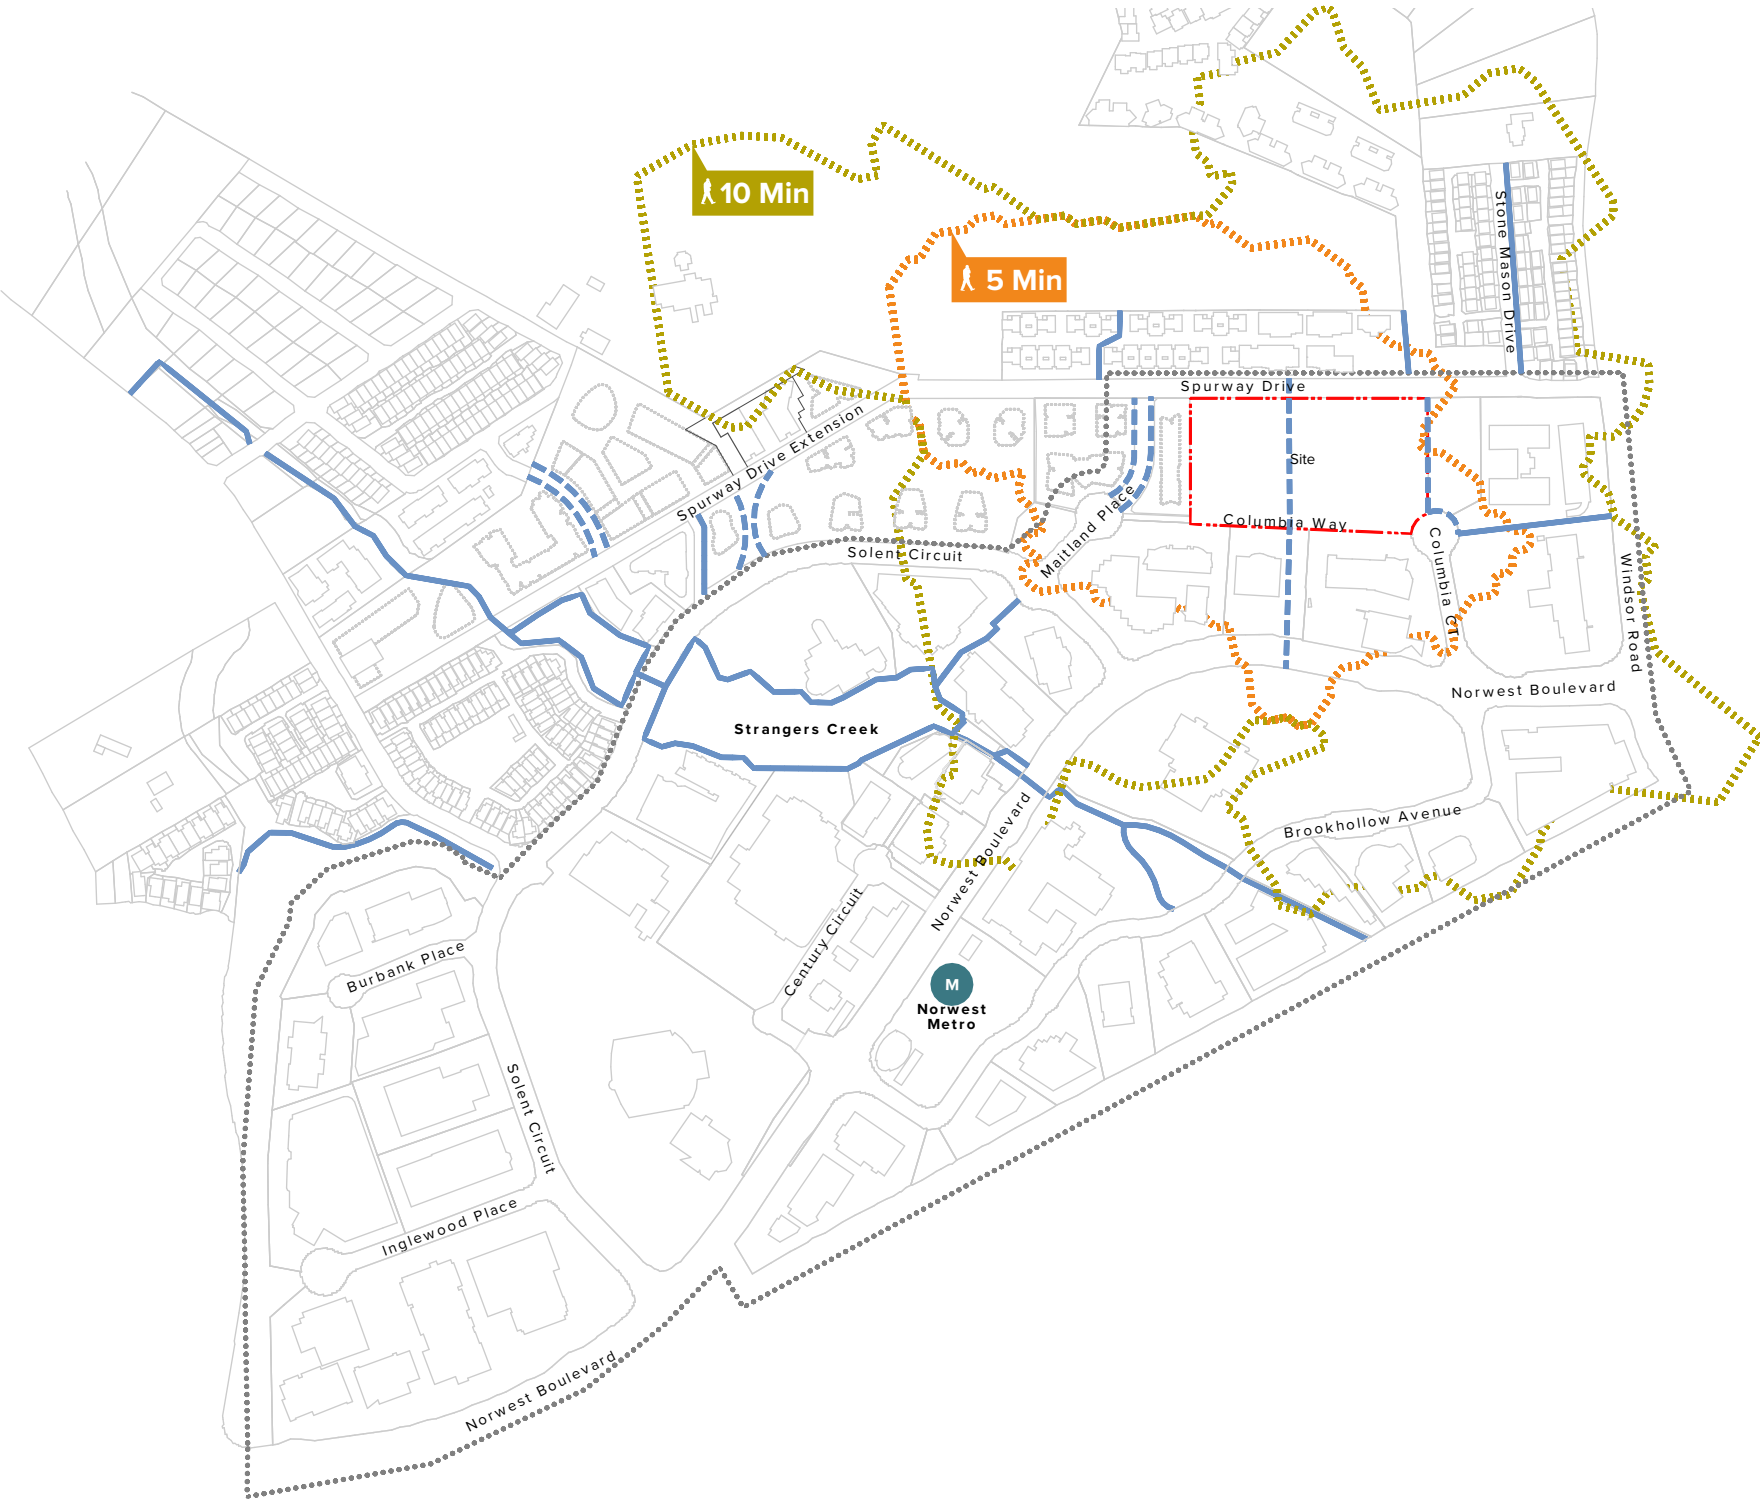 10 Min
Stone Mason Drive
5 Min
Spurway Drive
Spurway Drive Extension
Site
Maitland Place
Columbia Way
Solent Circuit
Columbia CT
Windsor Road
Norwest Boulevard
Strangers Creek
Brookhollow Avenue
Norwest Boulevard
Century Circuit
Burbank Place
M
Norwest
Metro
Solent Circuit
Inglewood Place
Norwest Boulevard